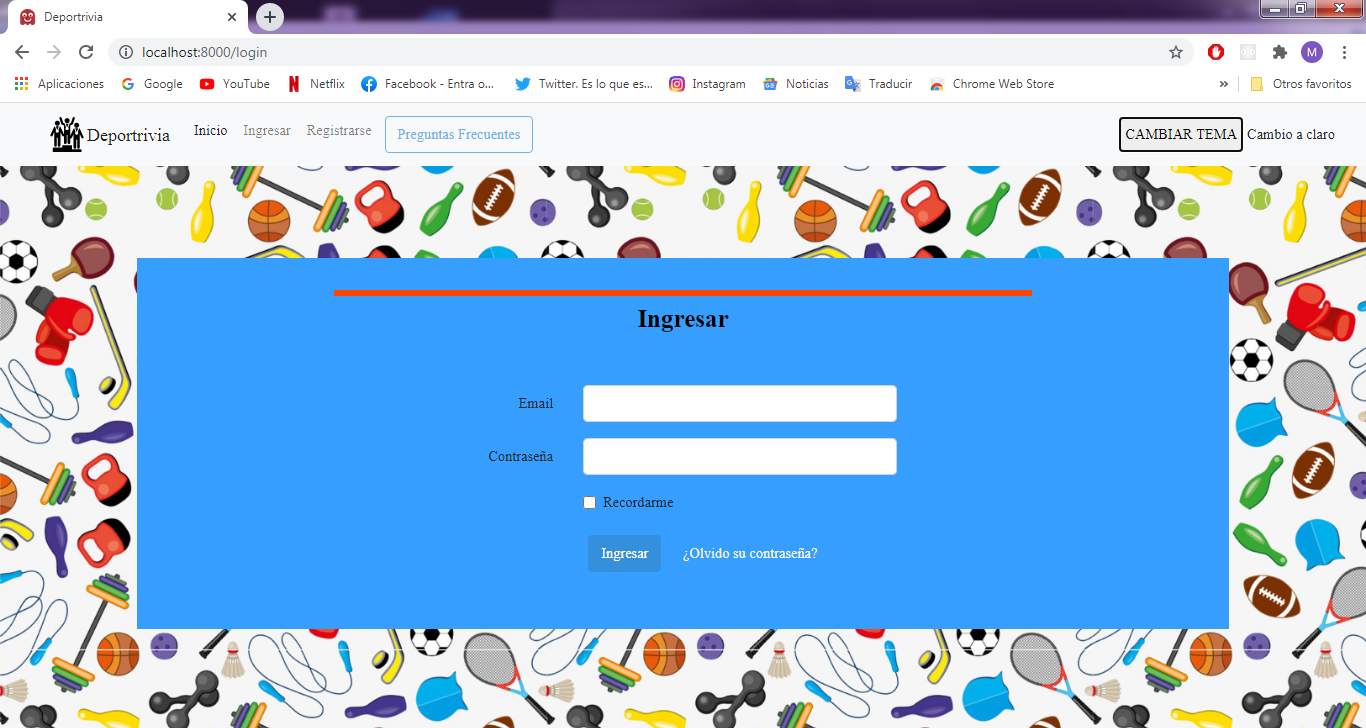 Deportrivia
localhost:8000/login
M
Aplicaciones Google YouTube Netflix Facebook - Entra o... Twitter. Es lo que es... Instagram Noticias Traducir Chrome Web Store » Otros favoritos
Deportrivia Inicio Ingresar Registrarse Preguntas Frecuentes CAMBIAR TEMA Cambio a claro
Ingresar
Email
Contraseña
Recordarme
Ingresar ¿Olvido su contraseña?